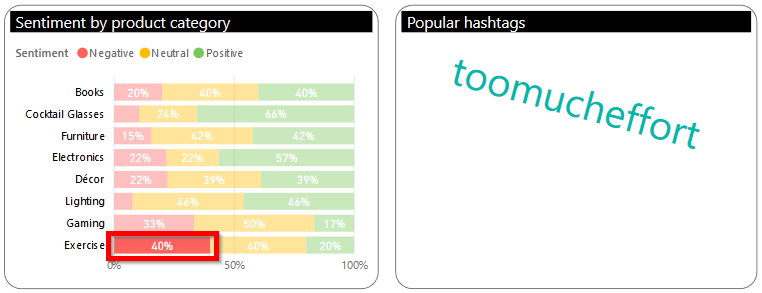 Sentiment by product category
Sentiment Negative Neutral Positive
Books 20% 40% 40%
Cocktail Glasses 24% 66%
Furniture 15% 42% 42%
Electronics 22% 22% 57%
Décor 22% 39% 39%
Lighting 46% 46%
Gaming 33% 50% 17%
Exercise 40% 40% 20%
0% 50% 100%
Popular hashtags
toomucheffort